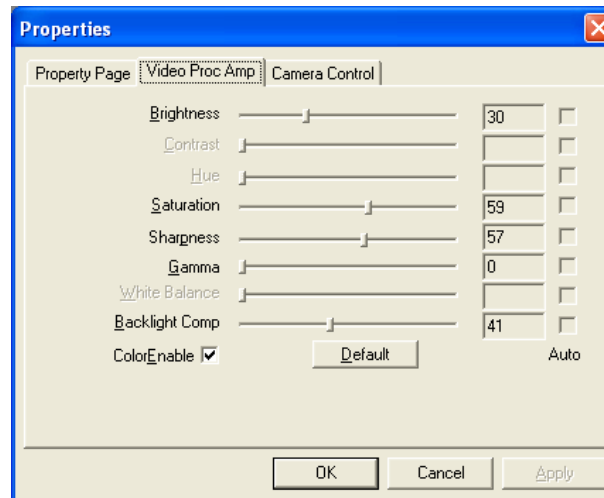 Properties
Property Page Video Proc Amp Camera Control
Brightness 30
Contrast
Hue
Saturation 59
Sharpness 57
Gamma 0
White Balance
Backlight Comp 41
ColorEnable Default Auto
OK Cancel Apply